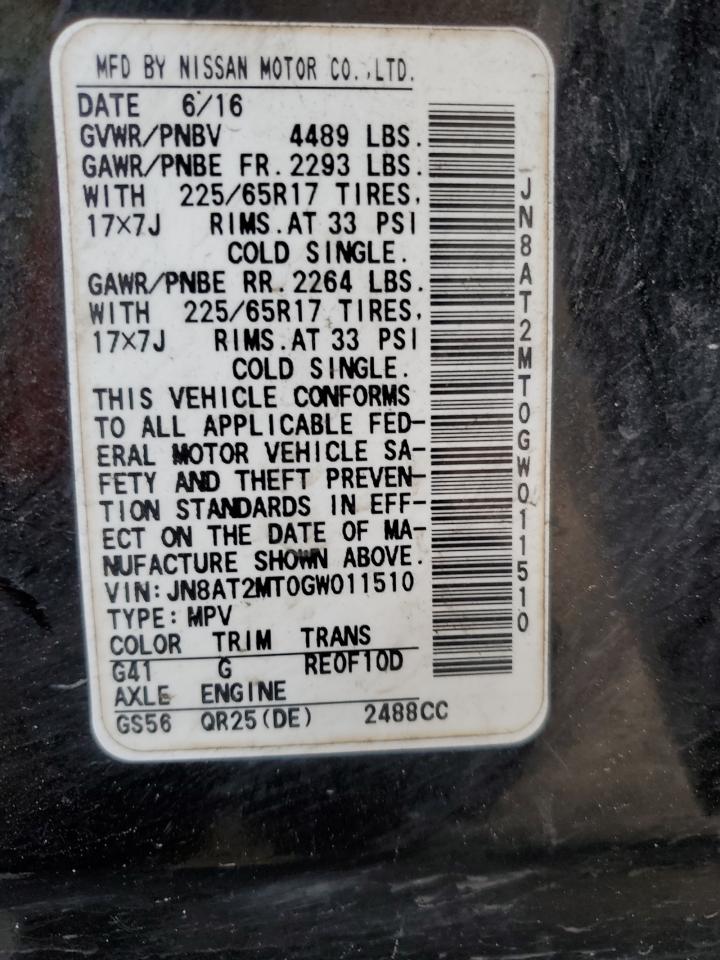 MFD BY NISSAN MOTOR CO.,LTD.
DATE 6/16
GVWR/PNBV 4489 LBS.
GAWR/PNBE FR. 2293 LBS.
WITH 225/65R17 TIRES,
17×7J RIMS.AT 33 PSI
COLD SINGLE.
GAWR/PNBE RR. 2264 LBS.
WITH 225/65R17 TIRES,
17×7J RIMS.AT 33 PSI
COLD SINGLE.
THIS VEHICLE CONFORMS
TO ALL APPLICABLE FED-
ERAL MOTOR VEHICLE SA-
FETY AND THEFT PREVEN-
TION STANDARDS IN EFF-
ECT ON THE DATE OF MA-
NUFACTURE SHOWN ABOVE.
VIN: JN8AT2MT0GW011510
TYPE: MPV
COLOR TRIM TRANS
G41 G RE0F10D
AXLE ENGINE
GS56 QR25(DE) 2488CC
JN8AT2MT0GW011510